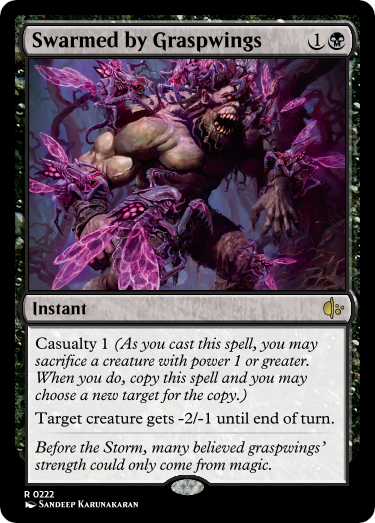 Swarmed by Graspwings 1
Instant
Casualty 1 (As you cast this spell, you may
sacrifice a creature with power 1 or greater.
When you do, copy this spell and you may
choose a new target for the copy.)
Target creature gets -2/-1 until end of turn.
Before the Storm, many believed graspwings'
strength could only come from magic.
R 0222
Sandeep Karunakaran